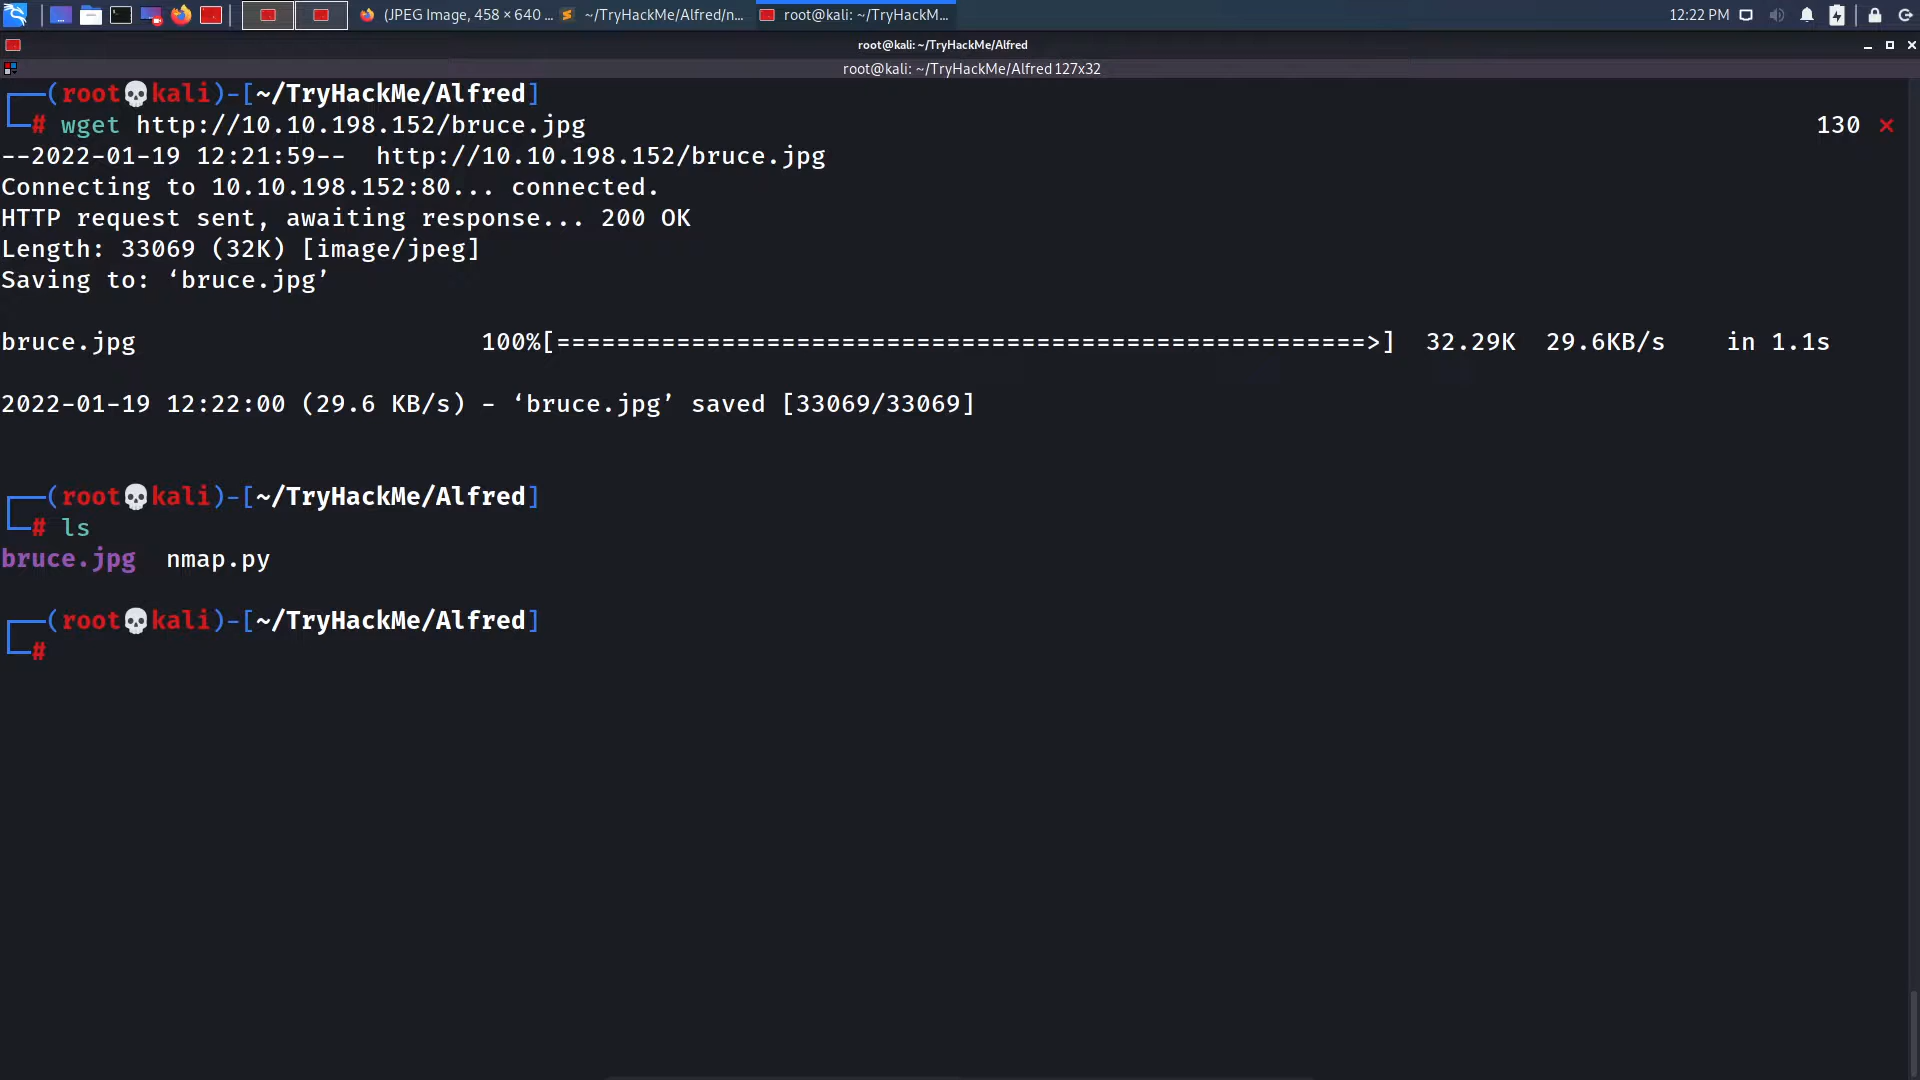 (JPEG Image, 458 × 640 ... ~/TryHackMe/Alfred/n... root@kali: ~/TryHackM... 12:22 PM
root@kali: ~/TryHackMe/Alfred
root@kali: ~/TryHackMe/Alfred 127x32
┌──(root💀kali)-[~/TryHackMe/Alfred]
└─# wget http://10.10.198.152/bruce.jpg 130 ⨯
--2022-01-19 12:21:59--  http://10.10.198.152/bruce.jpg
Connecting to 10.10.198.152:80... connected.
HTTP request sent, awaiting response... 200 OK
Length: 33069 (32K) [image/jpeg]
Saving to: ‘bruce.jpg’
bruce.jpg 100%[======================================================>] 32.29K 29.6KB/s in 1.1s
2022-01-19 12:22:00 (29.6 KB/s) - ‘bruce.jpg’ saved [33069/33069]
┌──(root💀kali)-[~/TryHackMe/Alfred]
└─# ls
bruce.jpg  nmap.py
┌──(root💀kali)-[~/TryHackMe/Alfred]
└─#